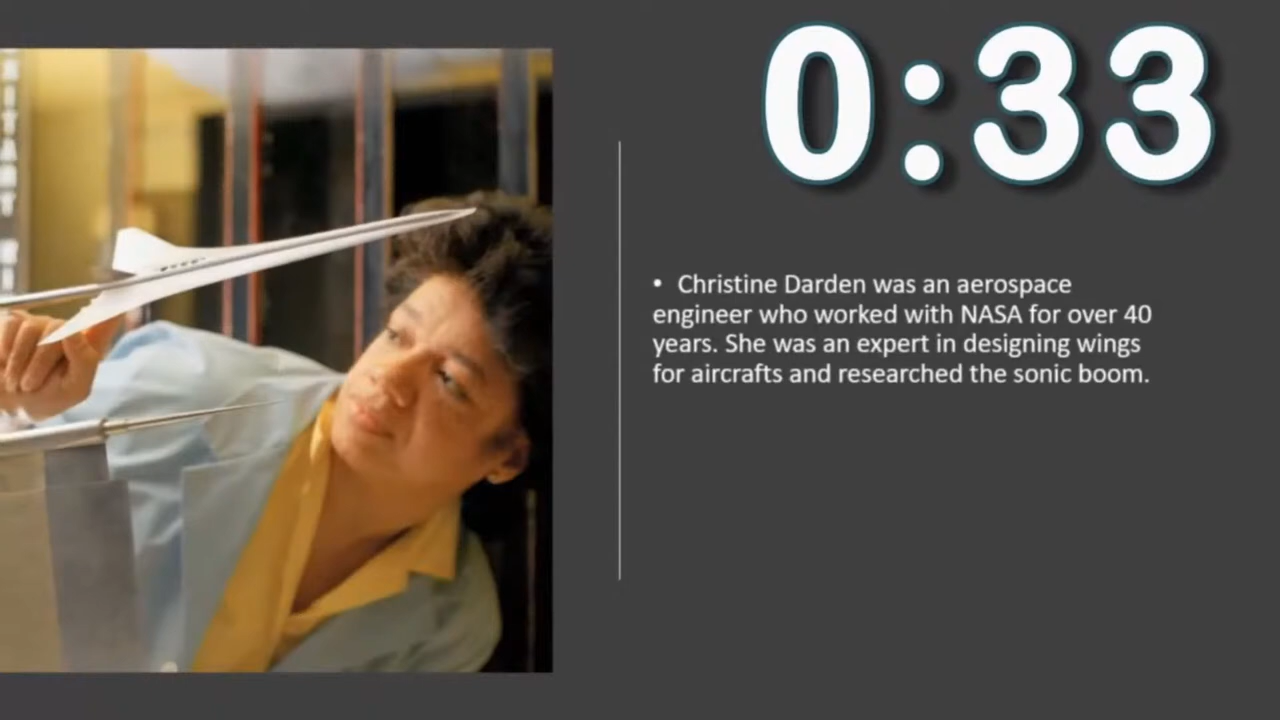 0:33
• Christine Darden was an aerospace
engineer who worked with NASA for over 40
years. She was an expert in designing wings
for aircrafts and researched the sonic boom.